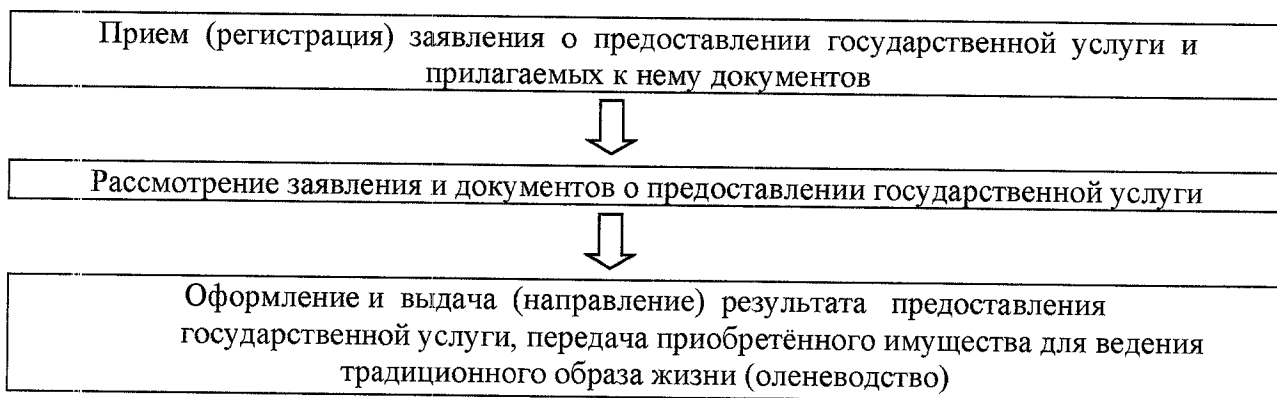 Прием (регистрация) заявления о предоставлении государственной услуги и
прилагаемых к нему документов
Рассмотрение заявления и документов о предоставлении государственной услуги
Оформление и выдача (направление) результата предоставления
государственной услуги, передача приобретённого имущества для ведения
традиционного образа жизни (оленеводство)